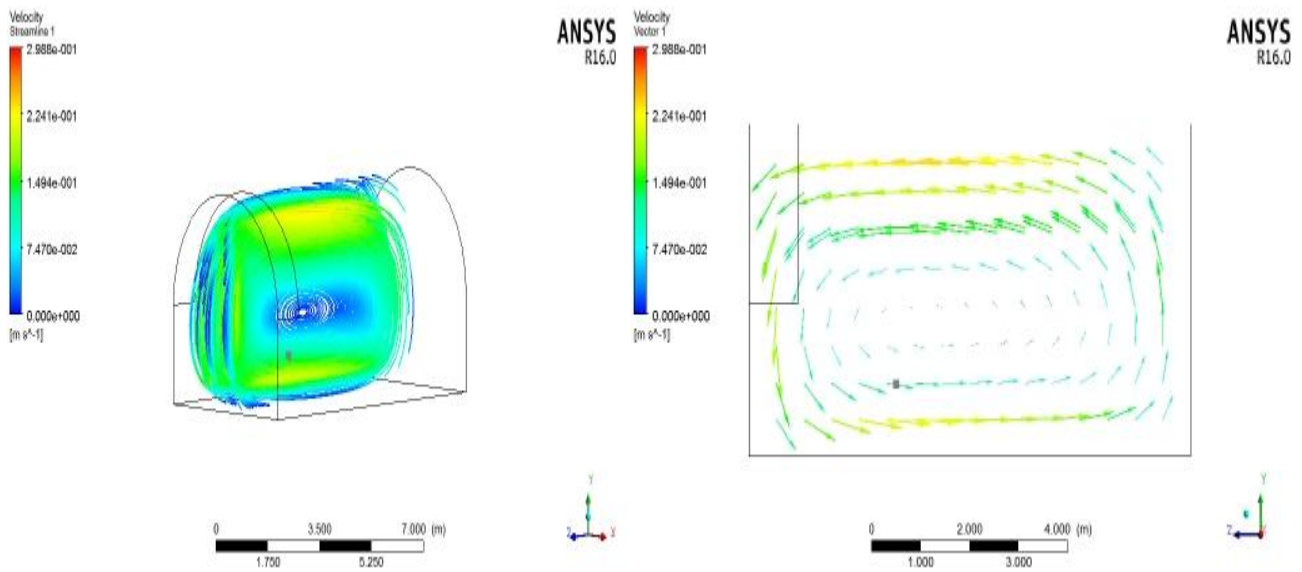 Velocity
Streamline 1
2.988e-001
2.241e-001
1.494e-001
7.470e-002
0.000e+000
[m s^-1]
ANSYS
R16.0
0 3.500 7.000 (m)
1.750 5.250
Y
Z X
Velocity
Vector 1
2.988e-001
2.241e-001
1.494e-001
7.470e-002
0.000e+000
[m s^-1]
ANSYS
R16.0
0 2.000 4.000 (m)
1.000 3.000
Y
Z X